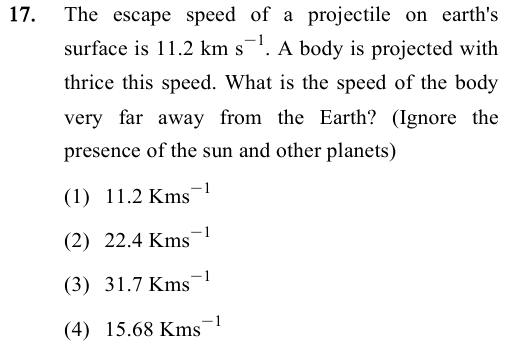 17. The escape speed of a projectile on earth's
surface is 11.2 km s⁻¹. A body is projected with
thrice this speed. What is the speed of the body
very far away from the Earth? (Ignore the
presence of the sun and other planets)
(1) 11.2 Kms⁻¹
(2) 22.4 Kms⁻¹
(3) 31.7 Kms⁻¹
(4) 15.68 Kms⁻¹